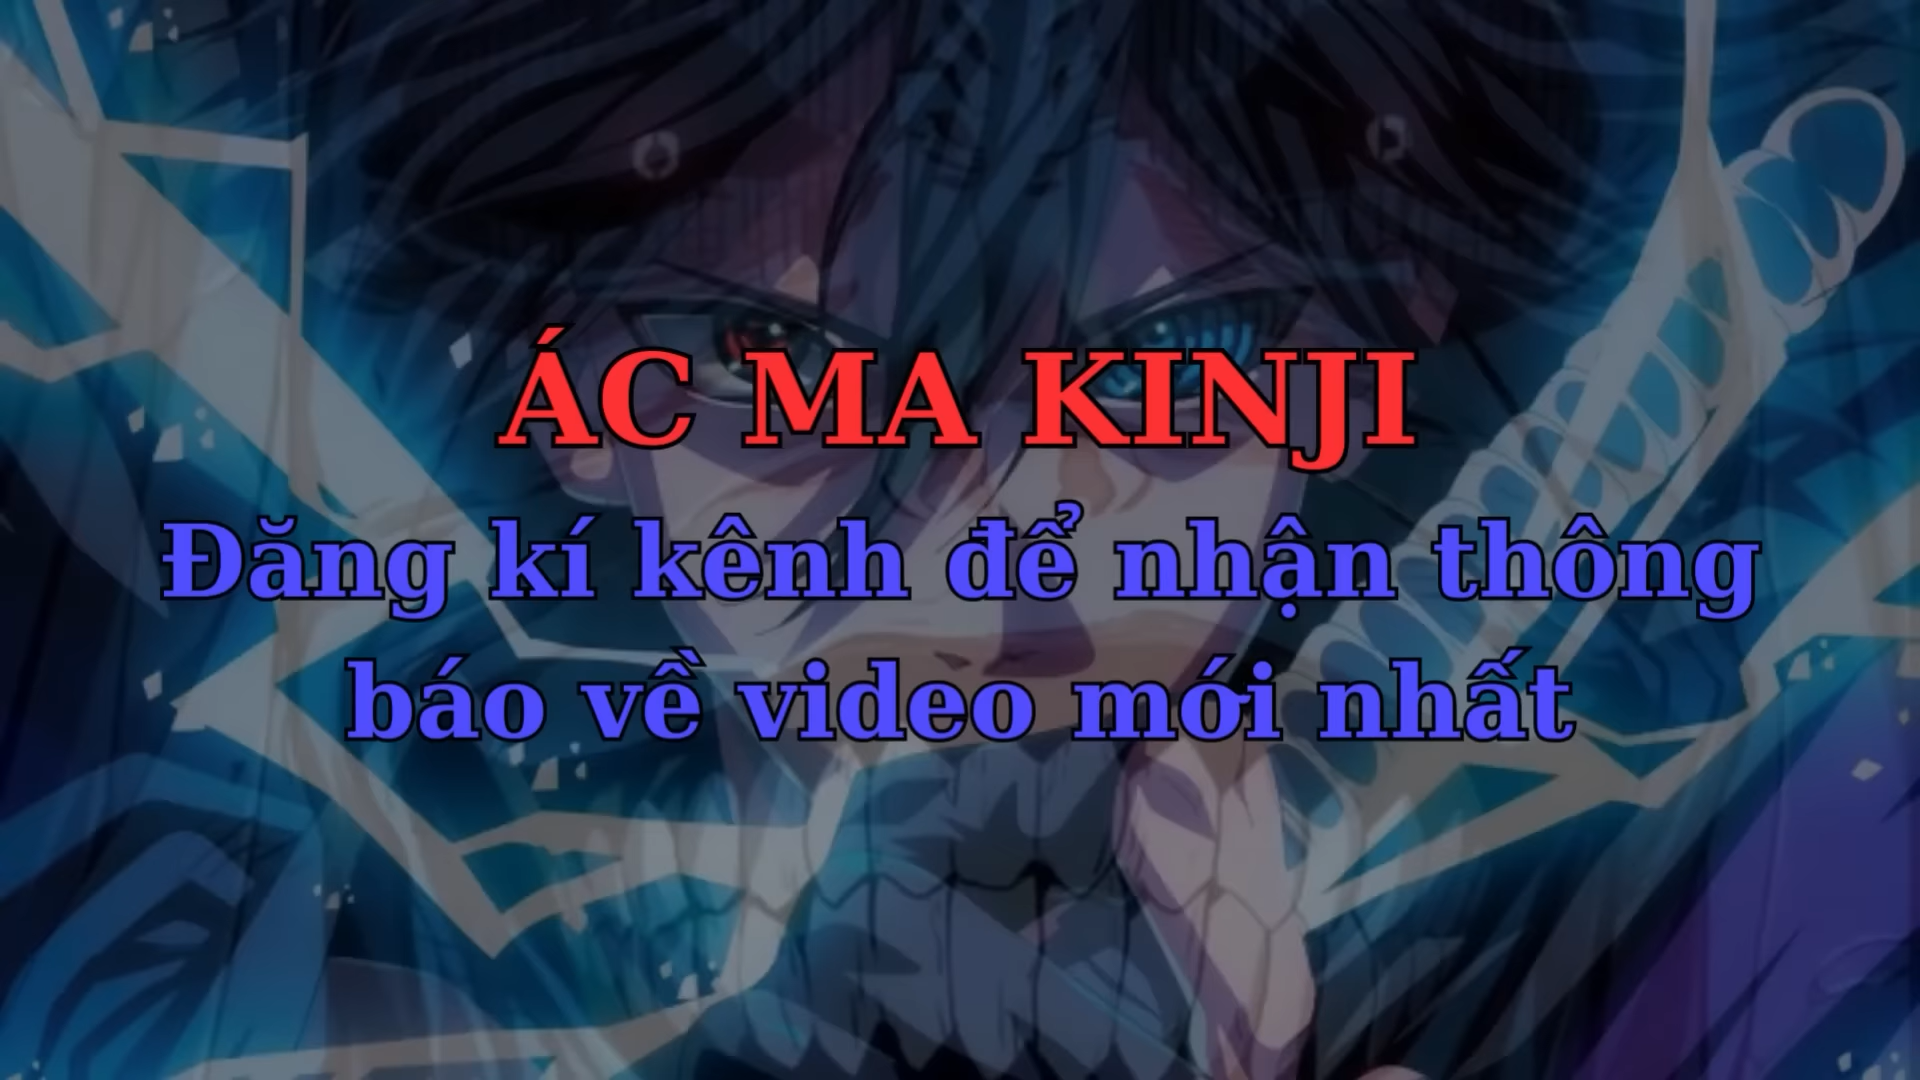 ÁC MA KINJI
Đăng kí kênh để nhận thông
báo về video mới nhất